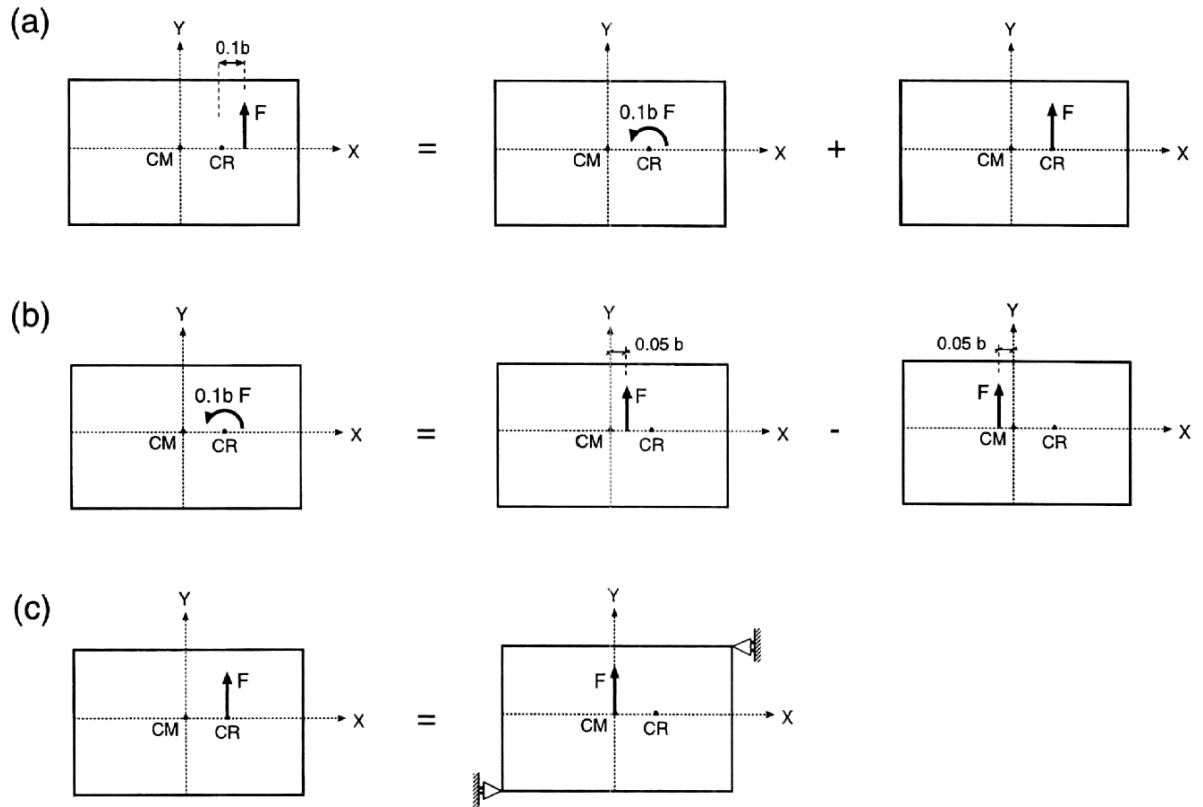 (a)
Y
0.1b
F
CM
CR
X
=
Y
0.1b F
CM
CR
X
+
Y
F
CM
CR
X
(b)
Y
0.1b F
CM
CR
X
=
Y
0.05 b
F
CM
CR
X
-
Y
0.05 b
F
CM
CR
X
(c)
Y
F
CM
CR
X
=
Y
F
CM
CR
X